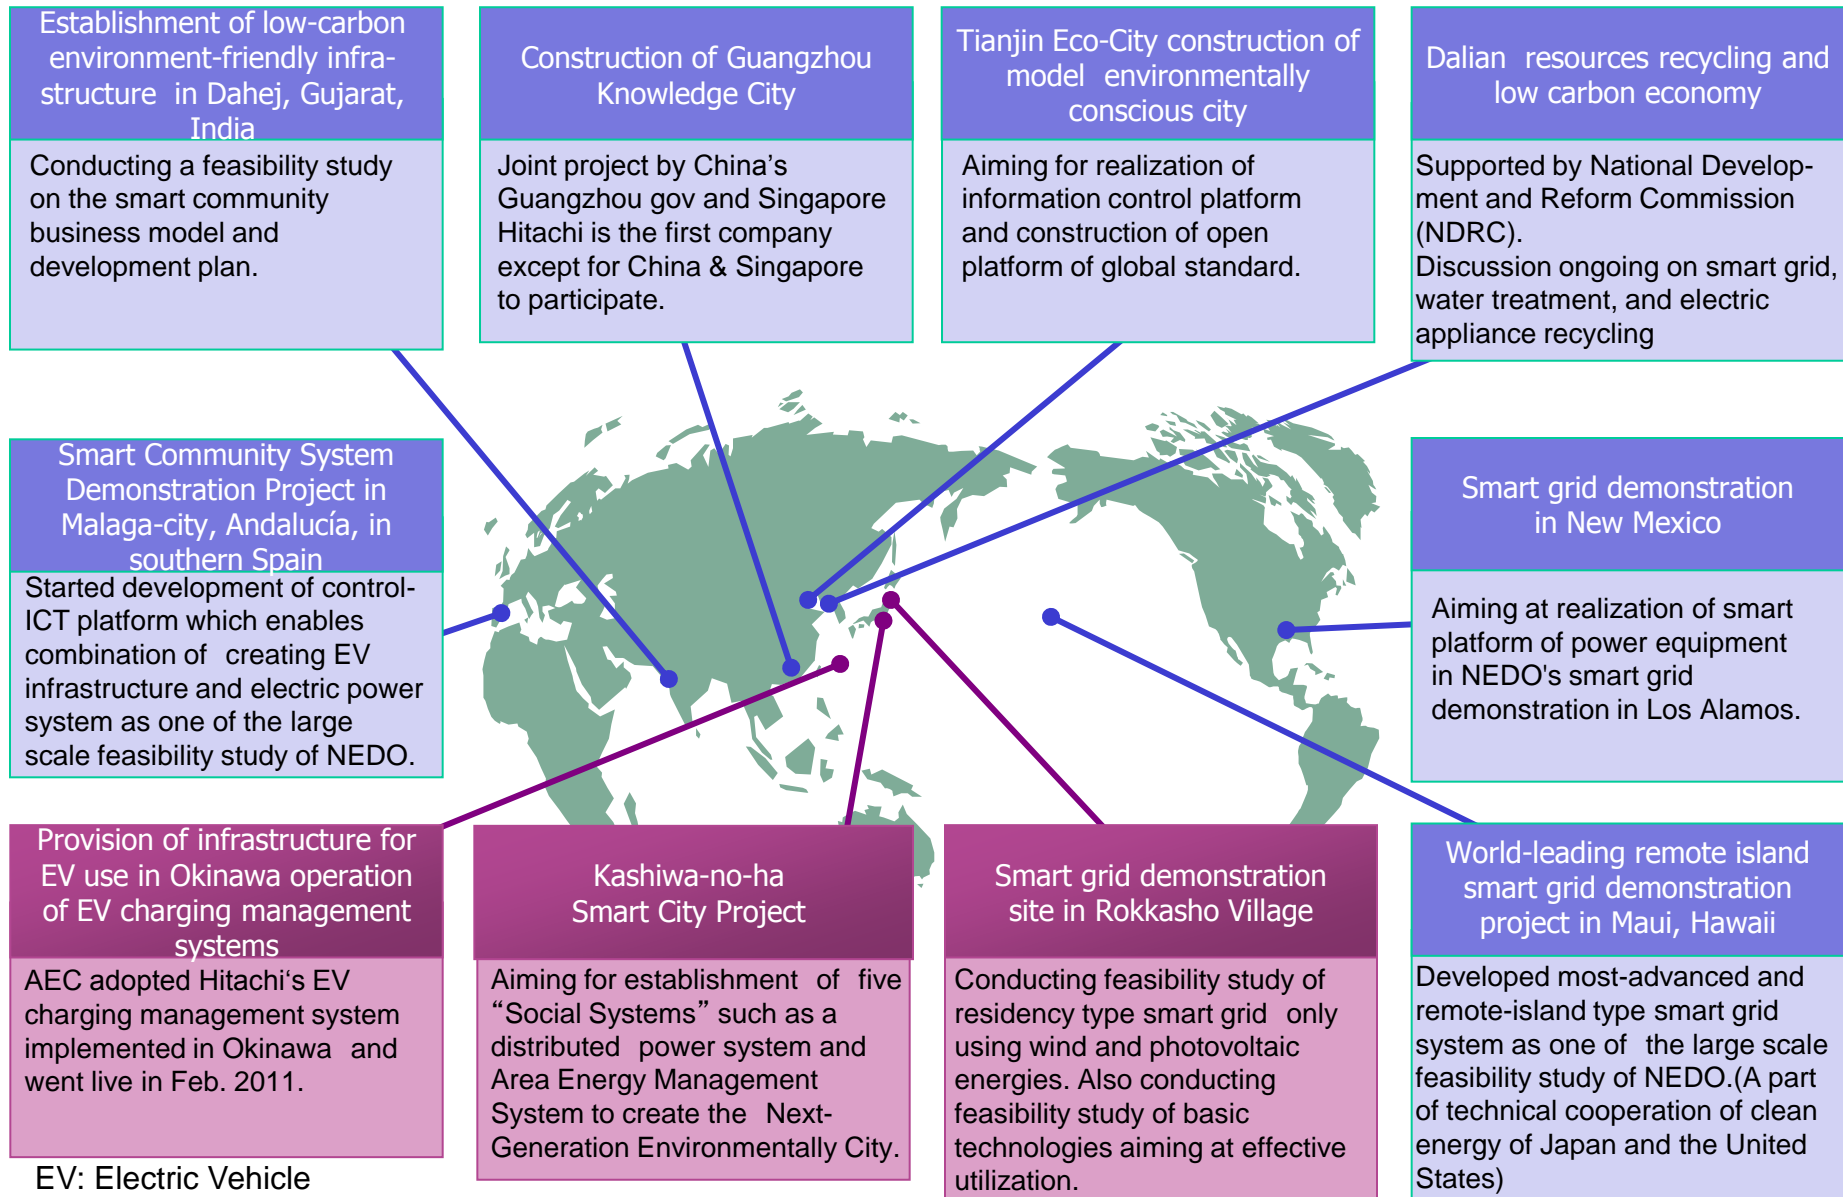 Establishment of low-carbon
environment-friendly infra-
structure in Dahej, Gujarat,
India
Conducting a feasibility study
on the smart community
business model and
development plan.
Construction of Guangzhou
Knowledge City
Joint project by China’s
Guangzhou gov and Singapore
Hitachi is the first company
except for China & Singapore
to participate.
Tianjin Eco-City construction of
model environmentally
conscious city
Aiming for realization of
information control platform
and construction of open
platform of global standard.
Dalian resources recycling and
low carbon economy
Supported by National Develop-
ment and Reform Commission
(NDRC).
Discussion ongoing on smart grid,
water treatment, and electric
appliance recycling
Smart Community System
Demonstration Project in
Malaga-city, Andalucía, in
southern Spain
Started development of control-
ICT platform which enables
combination of creating EV
infrastructure and electric power
system as one of the large
scale feasibility study of NEDO.
Smart grid demonstration
in New Mexico
Aiming at realization of smart
platform of power equipment
in NEDO's smart grid
demonstration in Los Alamos.
Provision of infrastructure for
EV use in Okinawa operation
of EV charging management
systems
AEC adopted Hitachi‘s EV
charging management system
implemented in Okinawa and
went live in Feb. 2011.
Kashiwa-no-ha
Smart City Project
Aiming for establishment of five
“Social Systems” such as a
distributed power system and
Area Energy Management
System to create the Next-
Generation Environmentally City.
Smart grid demonstration
site in Rokkasho Village
Conducting feasibility study of
residency type smart grid only
using wind and photovoltaic
energies. Also conducting
feasibility study of basic
technologies aiming at effective
utilization.
World-leading remote island
smart grid demonstration
project in Maui, Hawaii
Developed most-advanced and
remote-island type smart grid
system as one of the large scale
feasibility study of NEDO.(A part
of technical cooperation of clean
energy of Japan and the United
States)
EV: Electric Vehicle